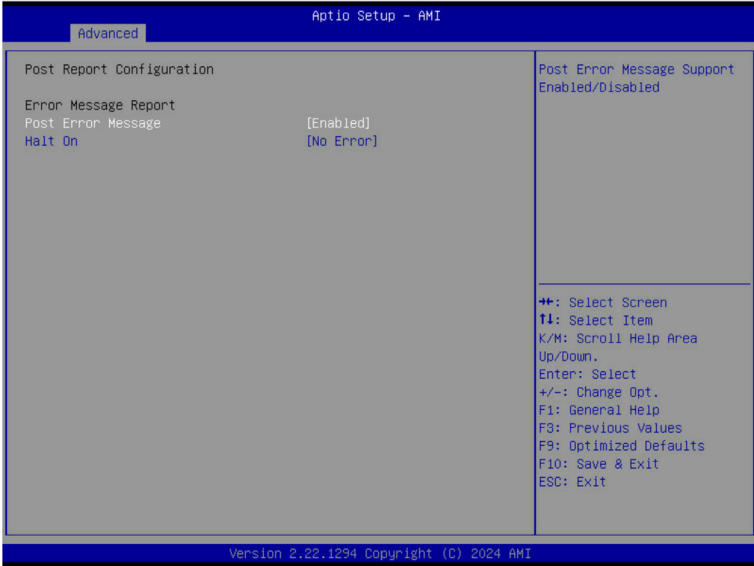 Aptio Setup – AMI
Advanced
Post Report Configuration
Error Message Report
Post Error Message [Enabled]
Halt On [No Error]
Post Error Message Support
Enabled/Disabled
→←: Select Screen
↑↓: Select Item
K/M: Scroll Help Area
Up/Down.
Enter: Select
+/-: Change Opt.
F1: General Help
F3: Previous Values
F9: Optimized Defaults
F10: Save & Exit
ESC: Exit
Version 2.22.1294 Copyright (C) 2024 AMI